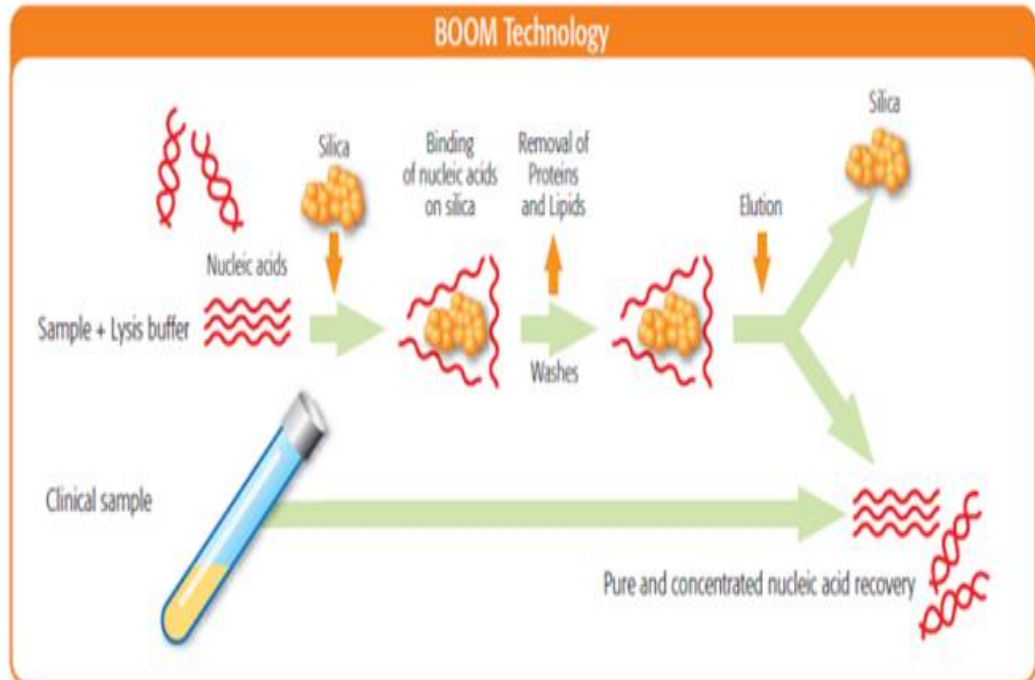 BOOM Technology
Silica
Binding
of nucleic acids
on silica
Removal of
Proteins
and Lipids
Elution
Silica
Nucleic acids
Sample + Lysis buffer
Washes
Clinical sample
Pure and concentrated nucleic acid recovery